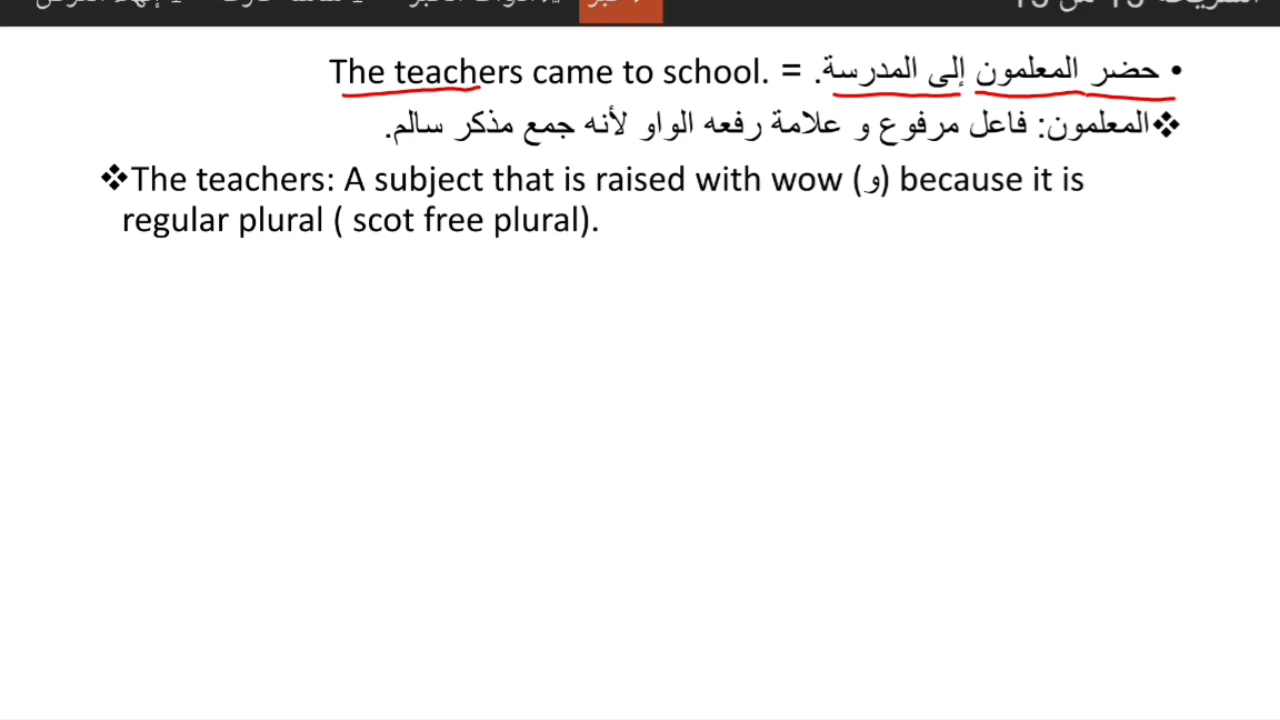 • حضر المعلمون إلى المدرسة. = The teachers came to school.
❖المعلمون: فاعل مرفوع و علامة رفعه الواو لأنه جمع مذكر سالم.
❖The teachers: A subject that is raised with wow (و) because it is
regular plural ( scot free plural).